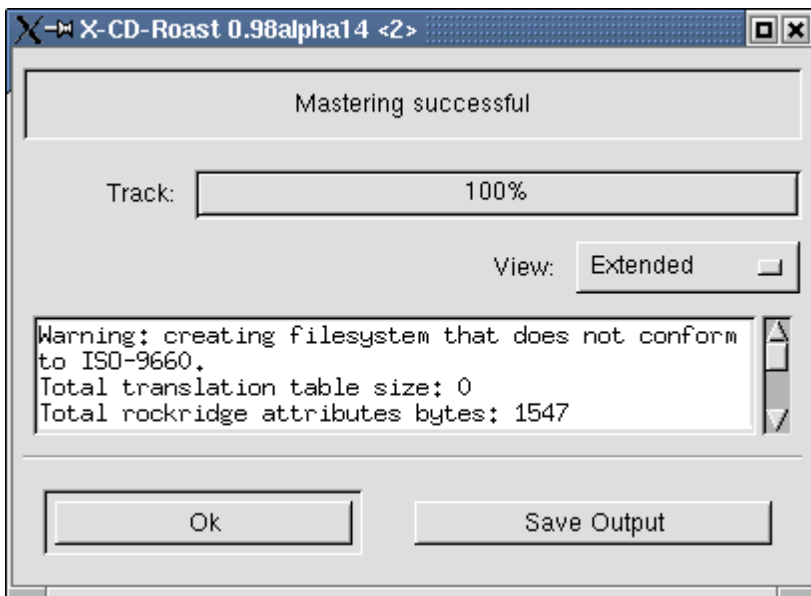 X-CD-Roast 0.98alpha14 <2>
Mastering successful
Track: 100%
View: Extended
Warning: creating filesystem that does not conform
to ISO-9660.
Total translation table size: 0
Total rockridge attributes bytes: 1547
Ok Save Output